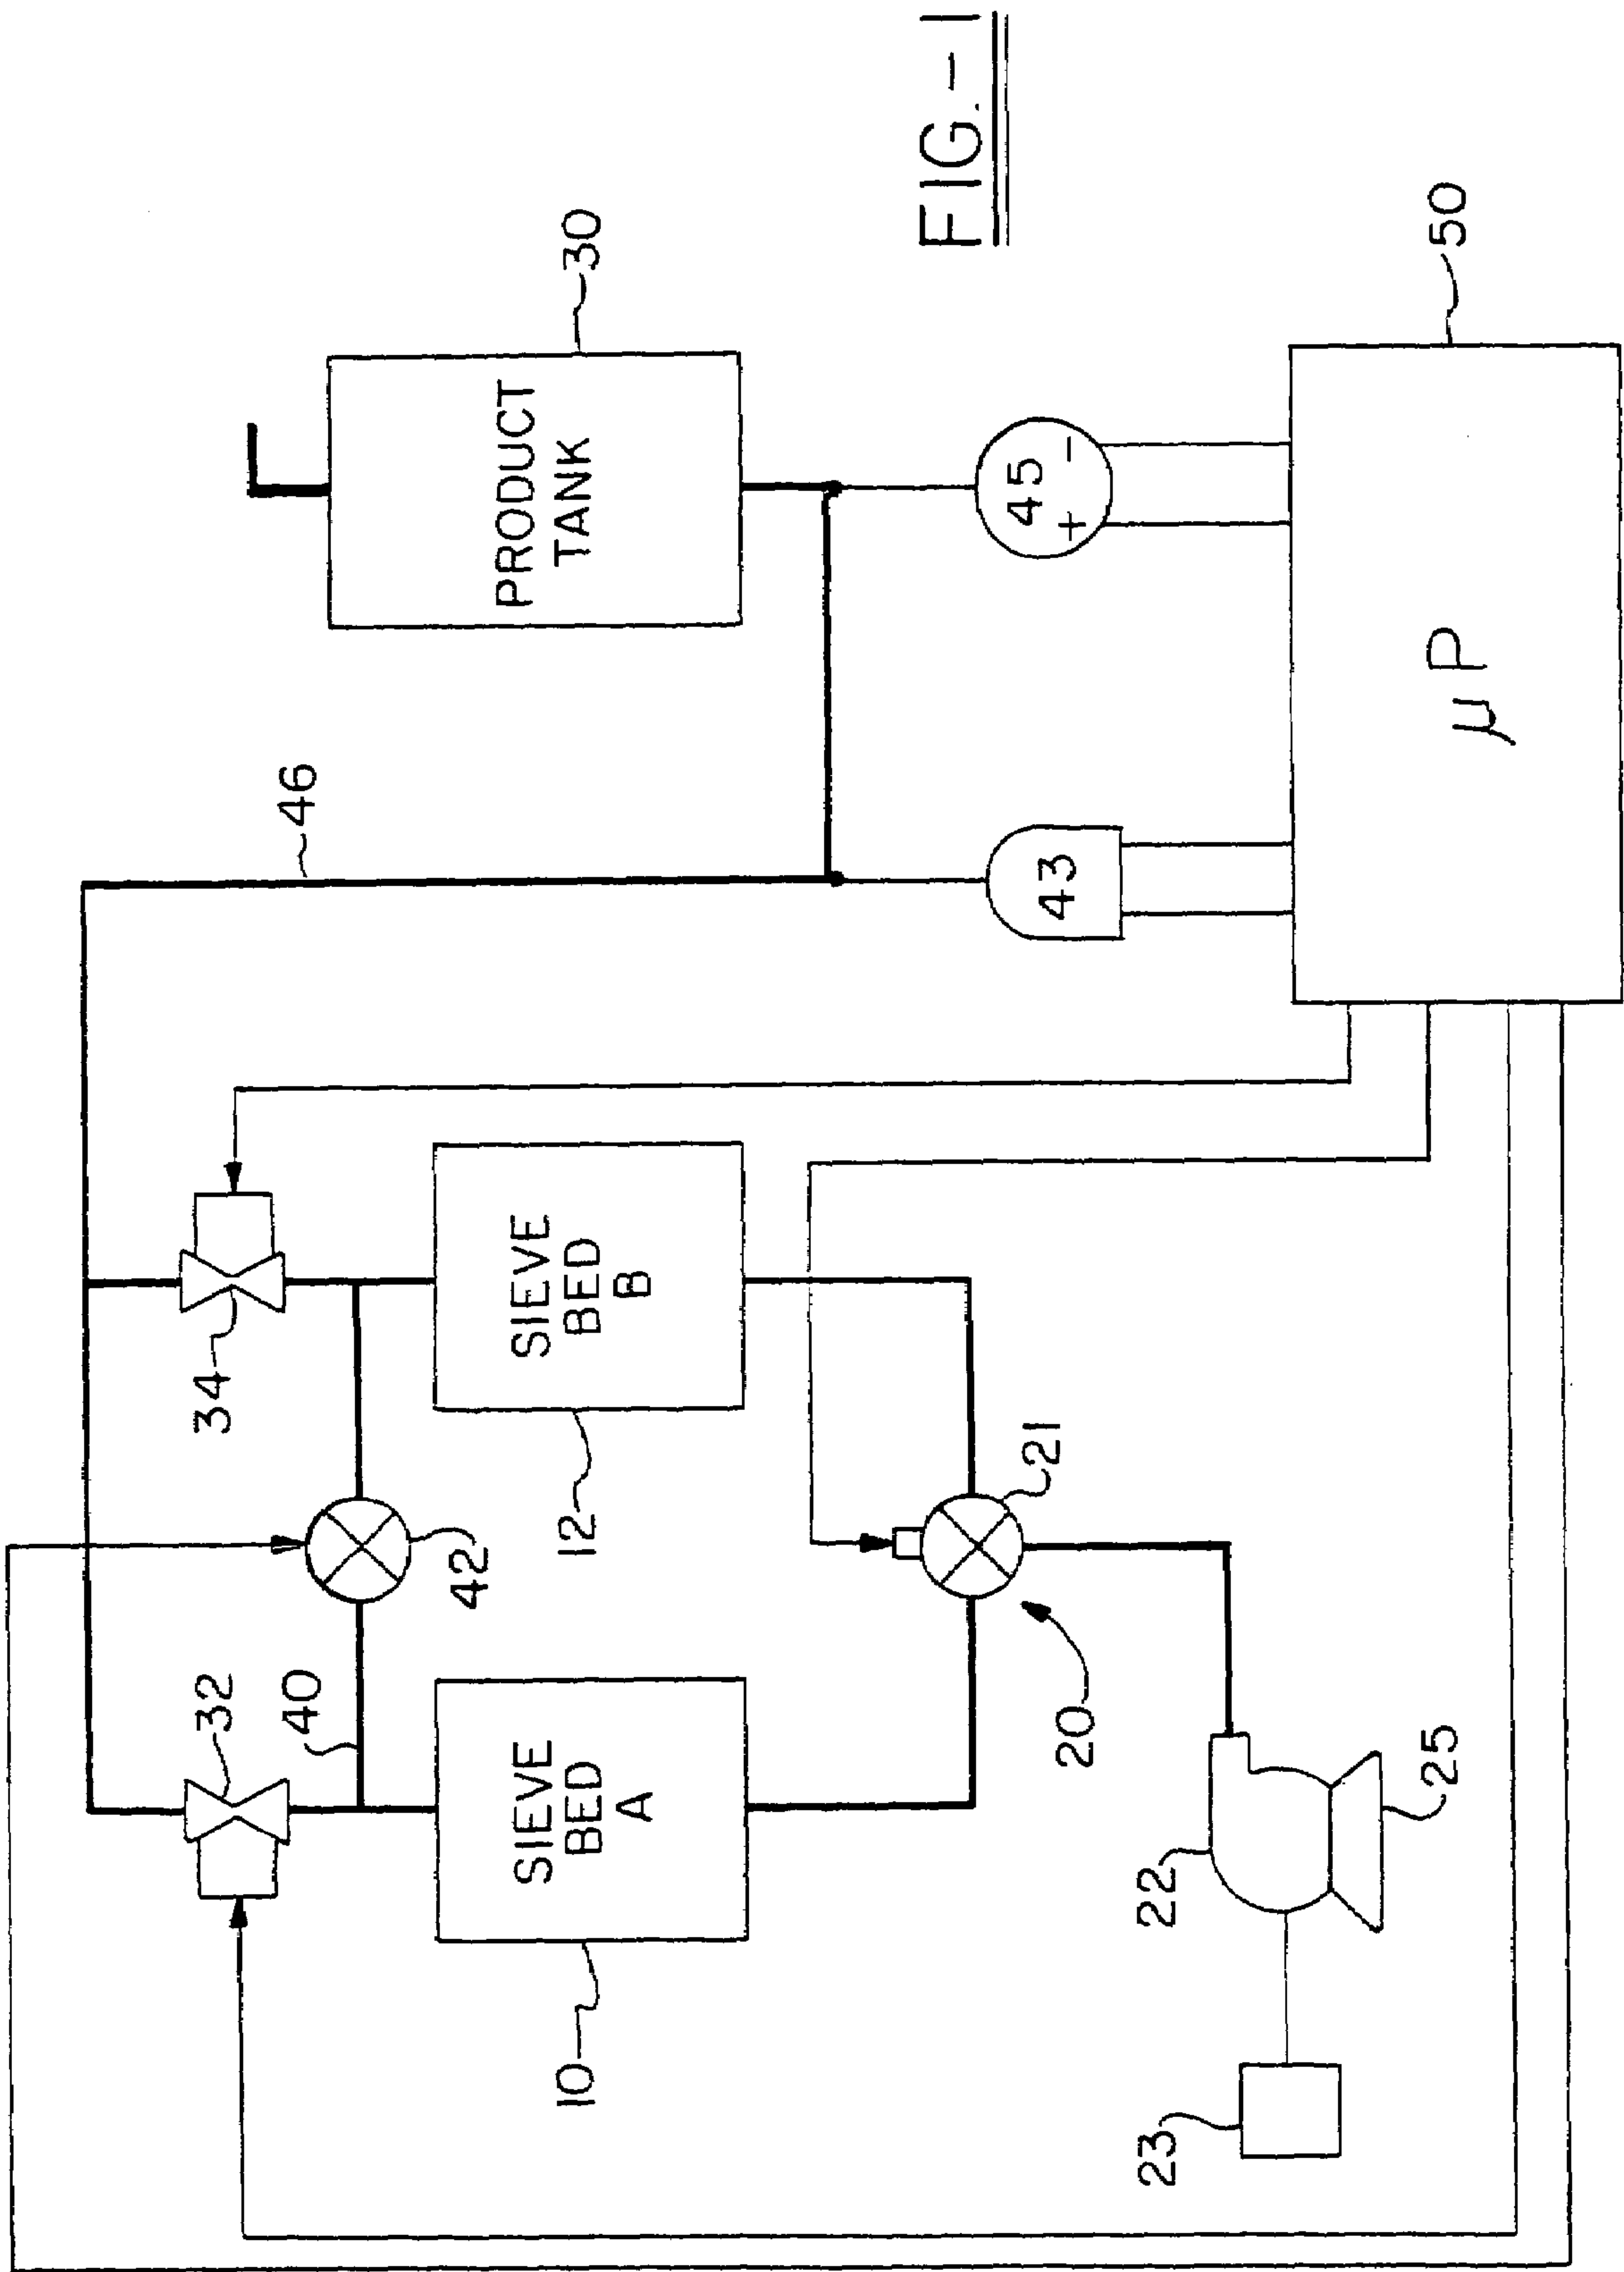 FIG.-1
46
32
34
40
42
30
PRODUCT
TANK
SIEVE
BED
A
SIEVE
BED
B
10
12
20
21
43
45
+ -
22
23
25
µP
50